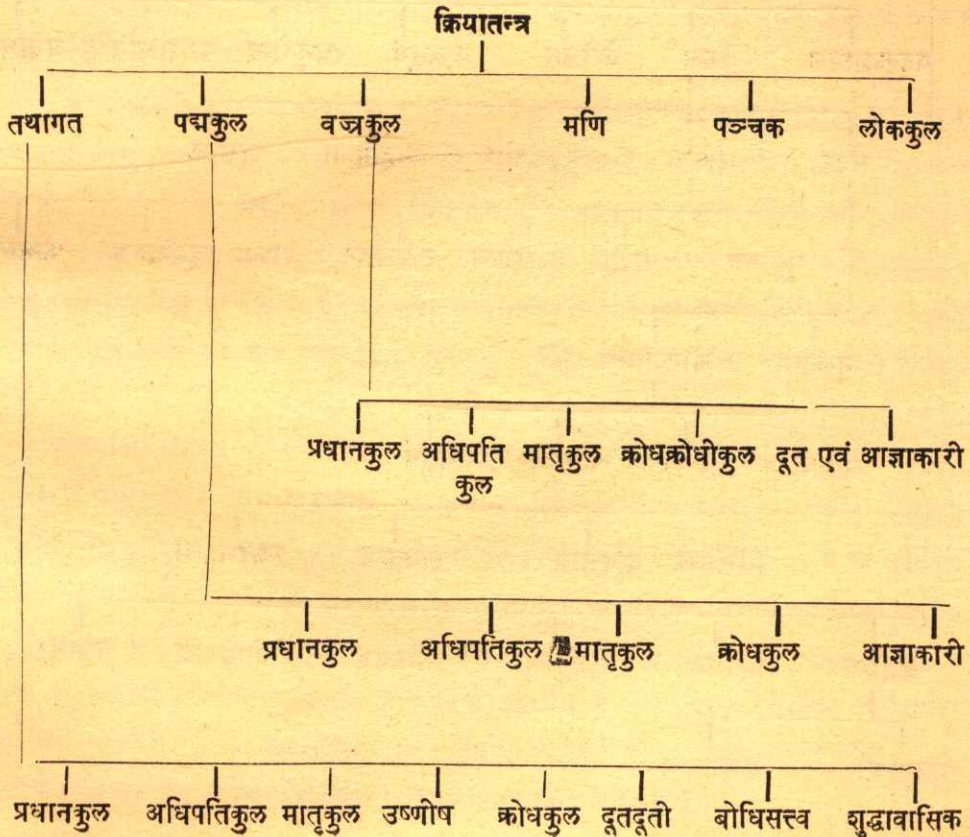 क्रियातन्त्र
तथागत पद्मकुल वज्रकुल मणि पञ्चक लोककुल
प्रधानकुल अधिपति मातृकुल क्रोधक्रोधीकुल दूत एवं आज्ञाकारी
कुल
प्रधानकुल अधिपतिकुल मातृकुल क्रोधकुल आज्ञाकारी
प्रधानकुल अधिपतिकुल मातृकुल उष्णीष क्रोधकुल दूतदूती बोधिसत्त्व शुद्धावासिक